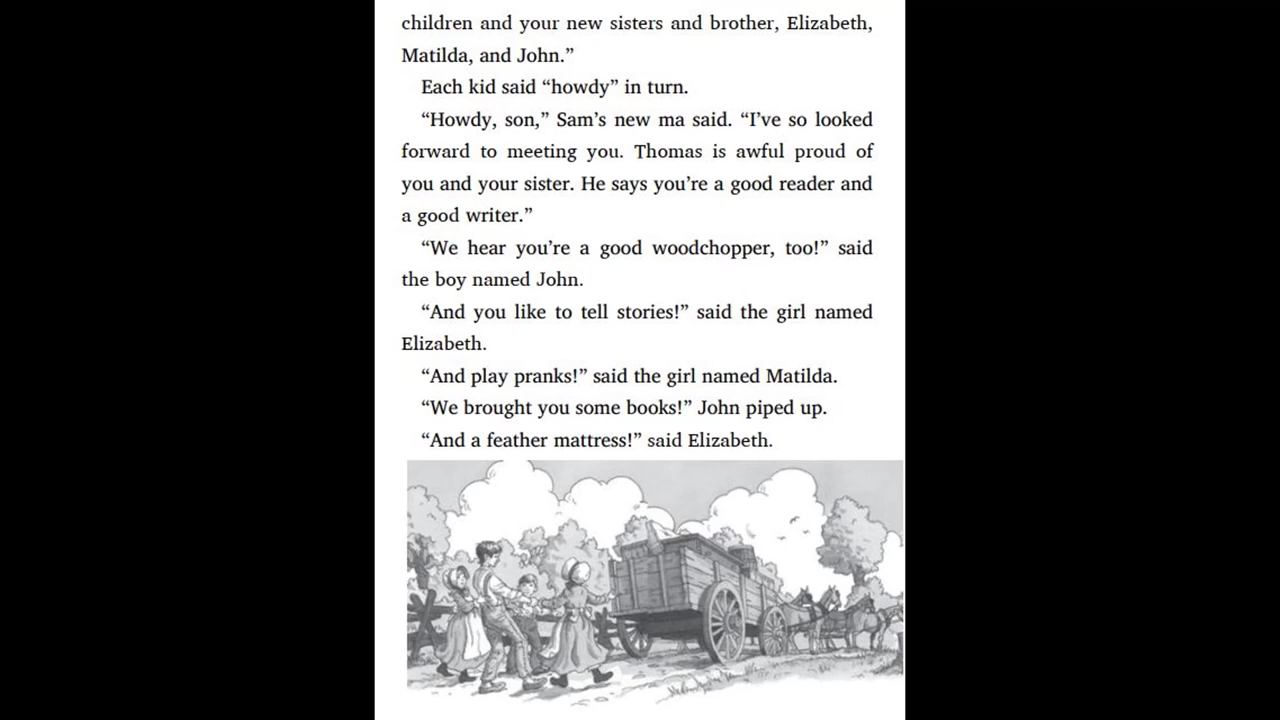 children and your new sisters and brother, Elizabeth,
Matilda, and John.”
Each kid said “howdy” in turn.
“Howdy, son,” Sam’s new ma said. “I’ve so looked
forward to meeting you. Thomas is awful proud of
you and your sister. He says you’re a good reader and
a good writer.”
“We hear you’re a good woodchopper, too!” said
the boy named John.
“And you like to tell stories!” said the girl named
Elizabeth.
“And play pranks!” said the girl named Matilda.
“We brought you some books!” John piped up.
“And a feather mattress!” said Elizabeth.